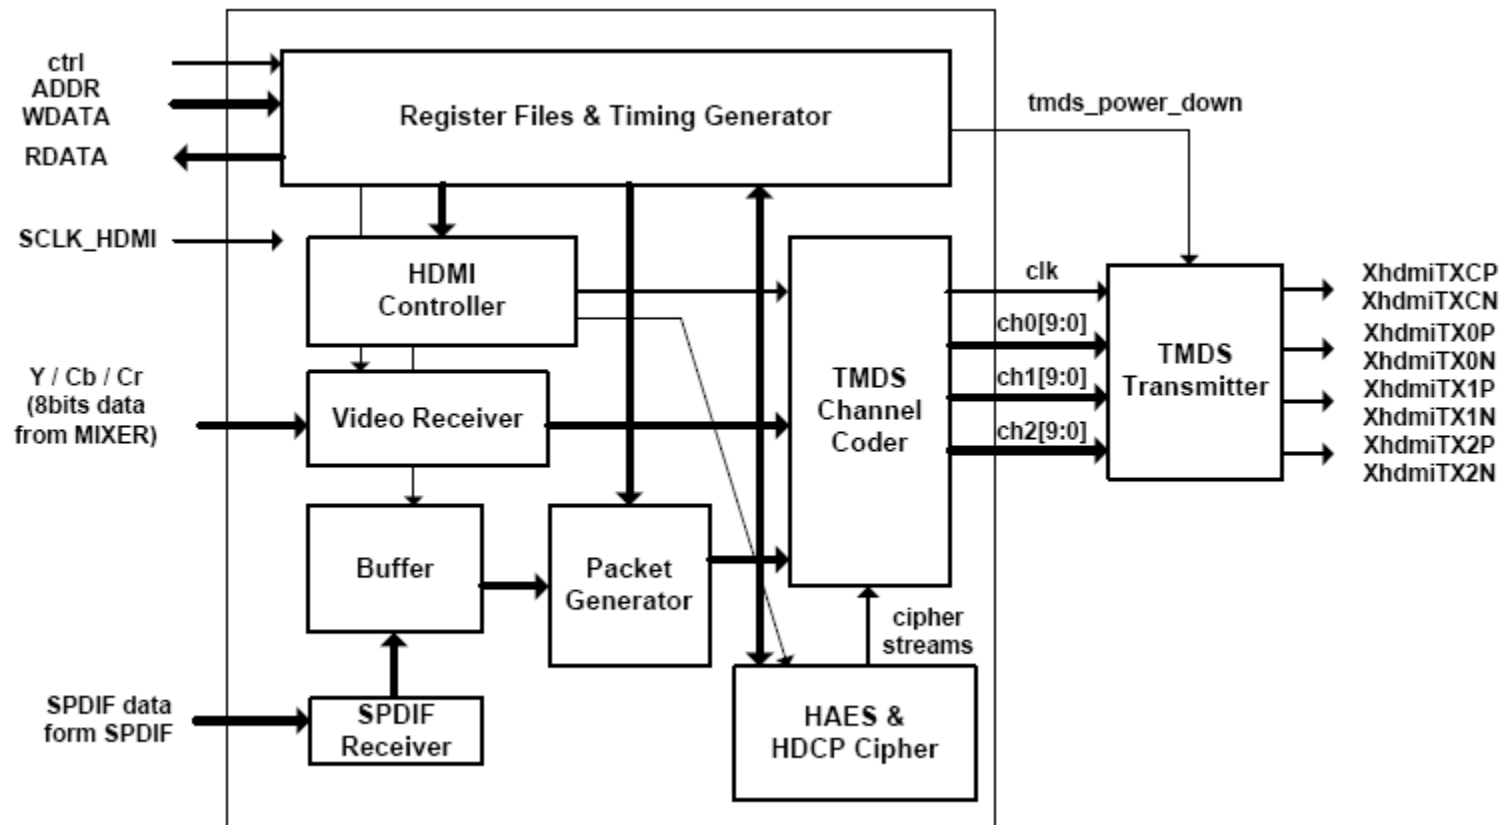 ctrl
ADDR
WDATA
RDATA
SCLK_HDMI
Y / Cb / Cr
(8bits data
from MIXER)
SPDIF data
form SPDIF
Register Files & Timing Generator
HDMI
Controller
Video Receiver
Buffer
SPDIF
Receiver
Packet
Generator
TMDS
Channel
Coder
cipher
streams
HAES &
HDCP Cipher
tmds_power_down
clk
ch0[9:0]
ch1[9:0]
ch2[9:0]
TMDS
Transmitter
XhdmiTXCP
XhdmiTXCN
XhdmiTX0P
XhdmiTX0N
XhdmiTX1P
XhdmiTX1N
XhdmiTX2P
XhdmiTX2N